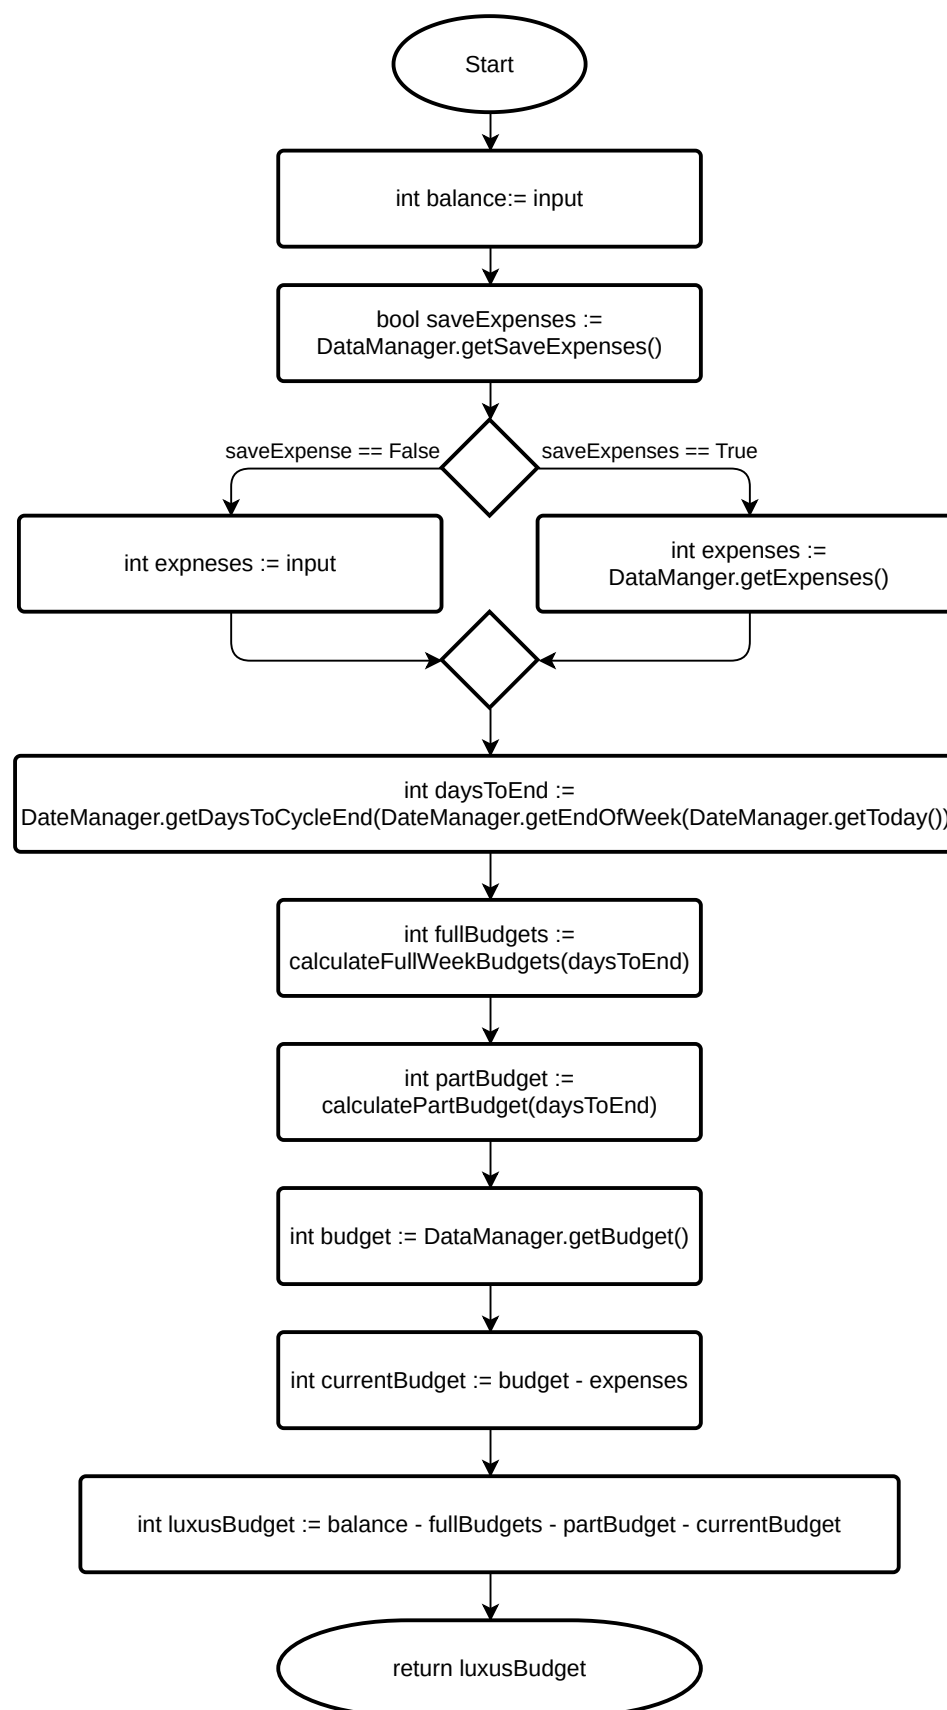 Start
int balance:= input
bool saveExpenses :=
DataManager.getSaveExpenses()
saveExpense == False
saveExpenses == True
int expneses := input
int expenses :=
DataManger.getExpenses()
int daysToEnd :=
DateManager.getDaysToCycleEnd(DateManager.getEndOfWeek(DateManager.getToday())
int fullBudgets :=
calculateFullWeekBudgets(daysToEnd)
int partBudget :=
calculatePartBudget(daysToEnd)
int budget := DataManager.getBudget()
int currentBudget := budget - expenses
int luxusBudget := balance - fullBudgets - partBudget - currentBudget
return luxusBudget